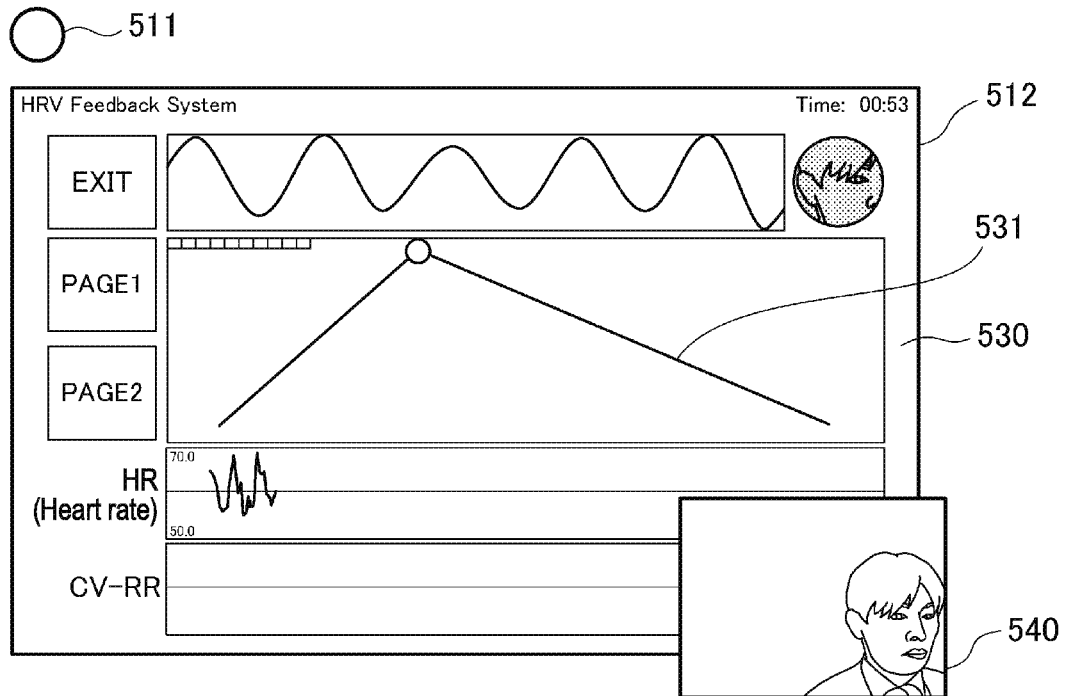 511
HRV Feedback System
Time: 00:53
512
EXIT
531
PAGE1
530
PAGE2
70.0
HR
(Heart rate)
50.0
CV-RR
540